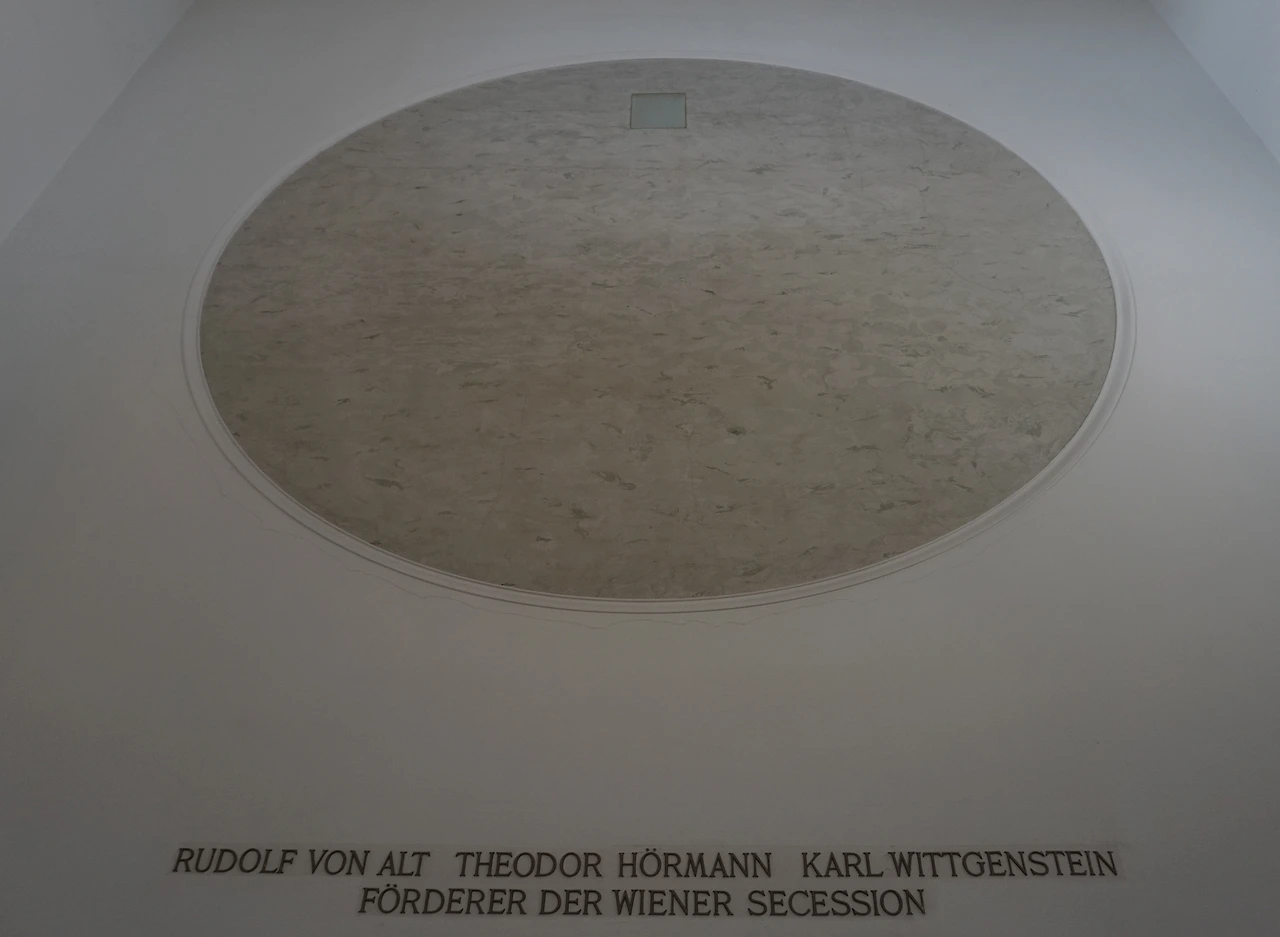 RUDOLF VON ALT THEODOR HÖRMANN KARL WITTGENSTEIN
FÖRDERER DER WIENER SECESSION